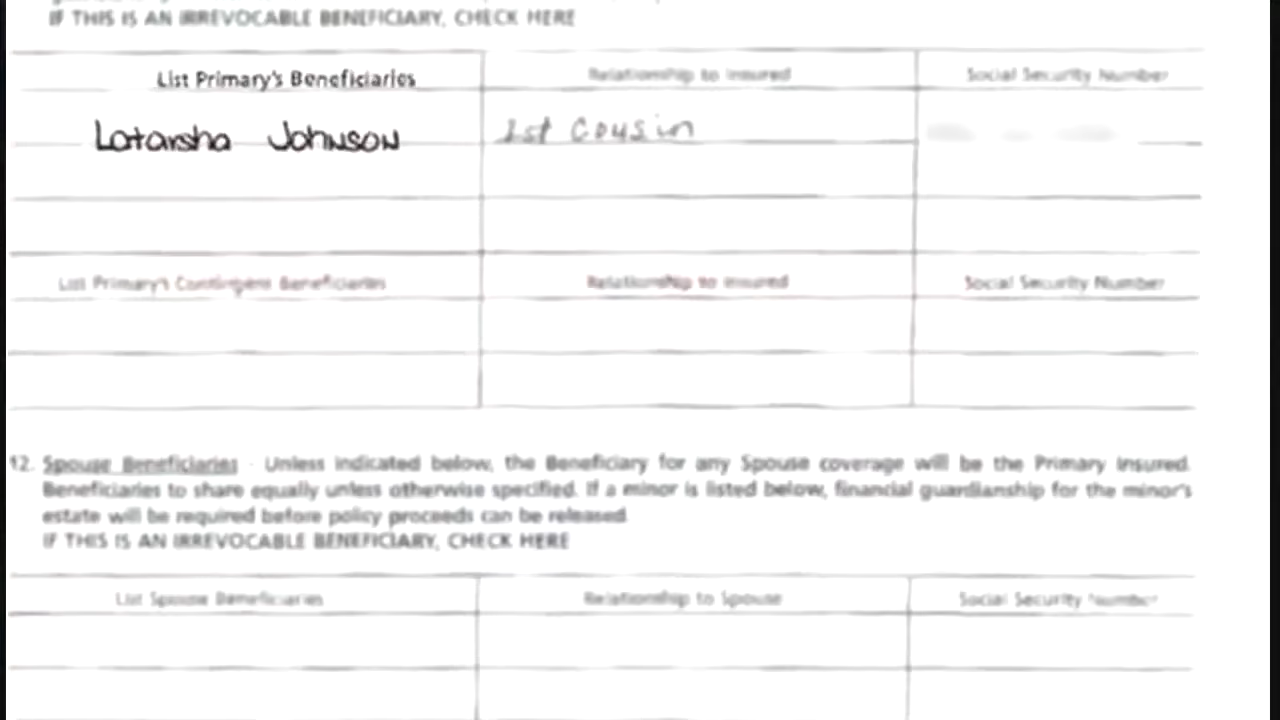 IF THIS IS AN IRREVOCABLE BENEFICIARY, CHECK HERE
List Primary's Beneficiaries Relationship to Insured Social Security Number
Latarsha Johnson 1st Cousin
List Primary's Contingent Beneficiaries Relationship to Insured Social Security Number
12. Spouse Beneficiaries - Unless indicated below, the Beneficiary for any Spouse coverage will be the Primary Insured.
Beneficiaries to share equally unless otherwise specified. If a minor is listed below, financial guardianship for the minor's
estate will be required before policy proceeds can be released.
IF THIS IS AN IRREVOCABLE BENEFICIARY, CHECK HERE
List Spouse Beneficiaries Relationship to Spouse Social Security Number